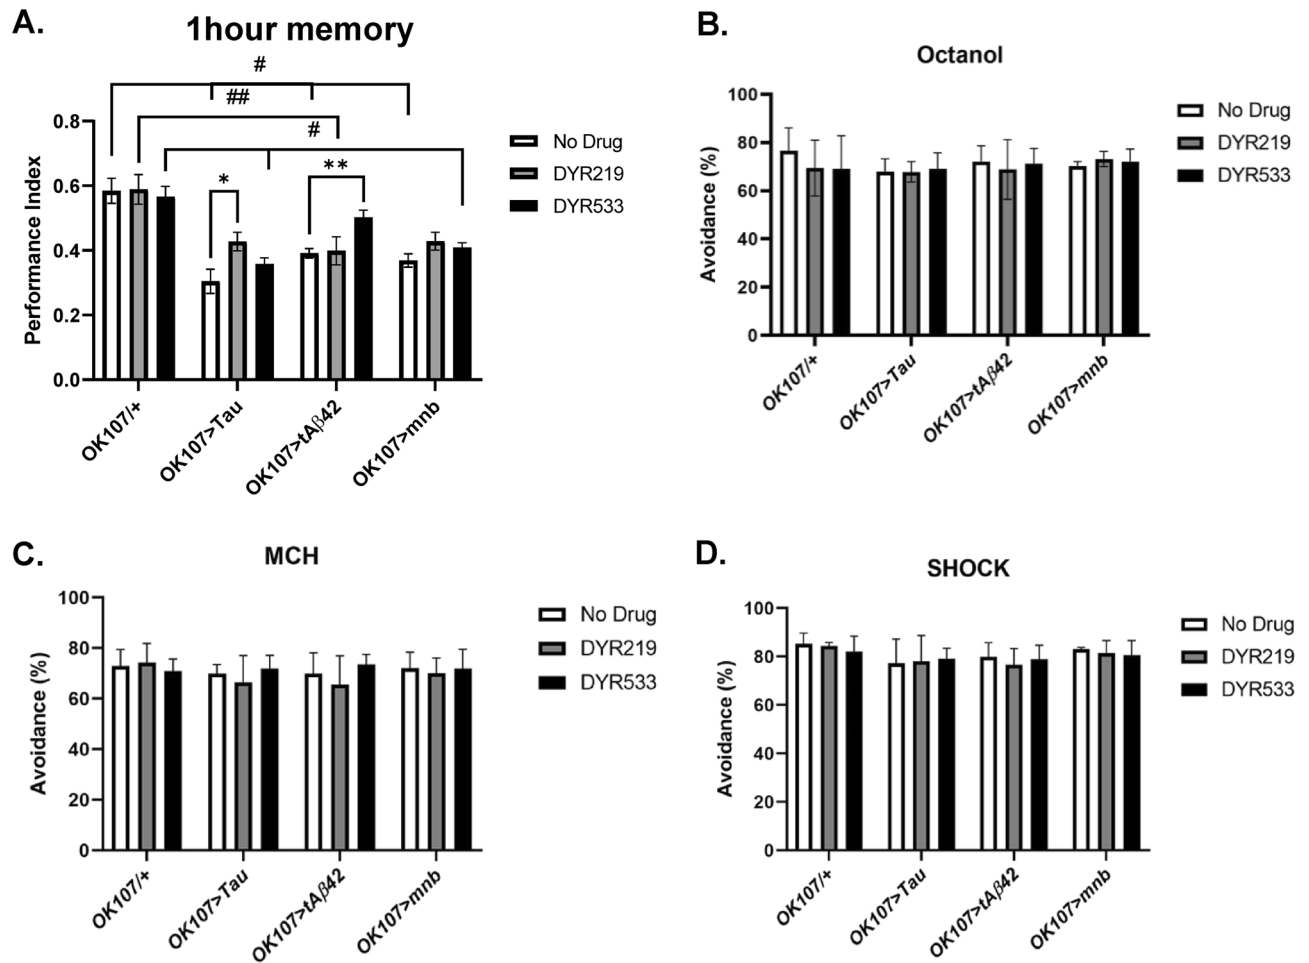 A.
1hour memory
#
##
#
**
*
Performance Index
0.8
0.6
0.4
0.2
0.0
OK107/+
OK107>Tau
OK107>tAβ42
OK107>mnb
No Drug
DYR219
DYR533
B.
Octanol
Avoidance (%)
100
80
60
40
20
0
OK107/+
OK107>Tau
OK107>tAβ42
OK107>mnb
No Drug
DYR219
DYR533
C.
MCH
Avoidance (%)
100
80
60
40
20
0
OK107/+
OK107>Tau
OK107>tAβ42
OK107>mnb
No Drug
DYR219
DYR533
D.
SHOCK
Avoidance (%)
100
80
60
40
20
0
OK107/+
OK107>Tau
OK107>tAβ42
OK107>mnb
No Drug
DYR219
DYR533